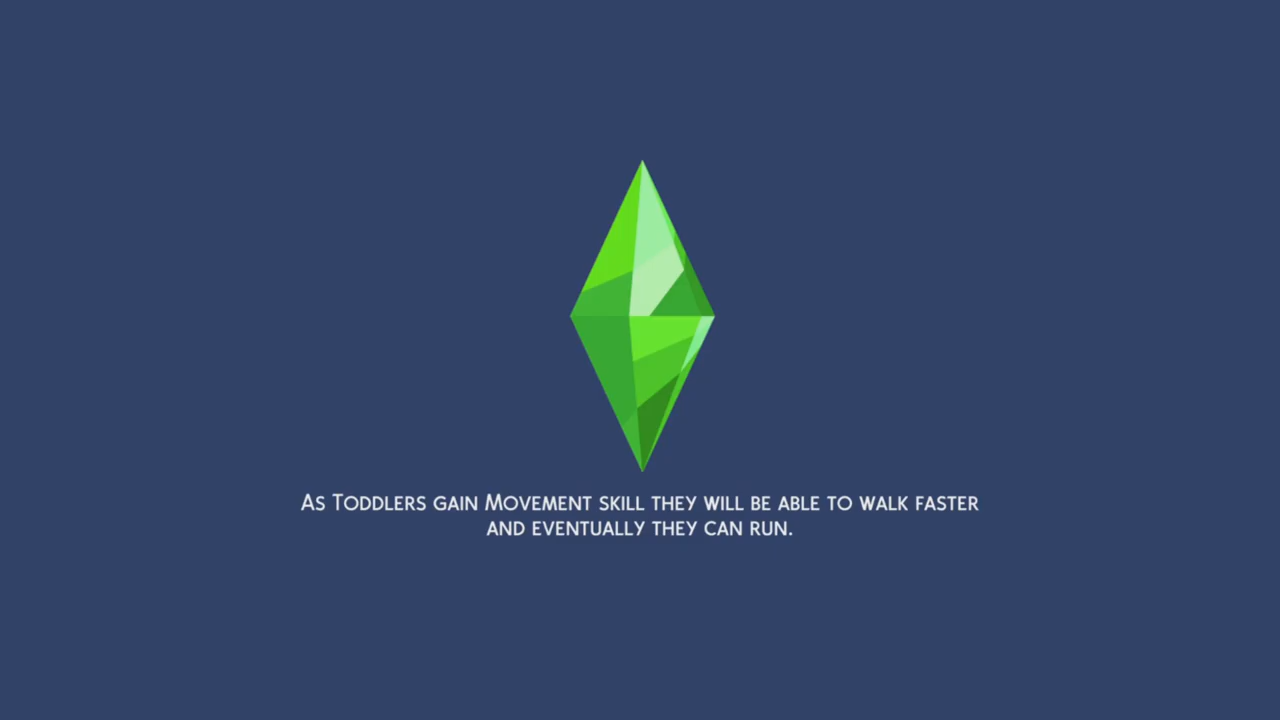 As Toddlers gain Movement skill they will be able to walk faster
and eventually they can run.